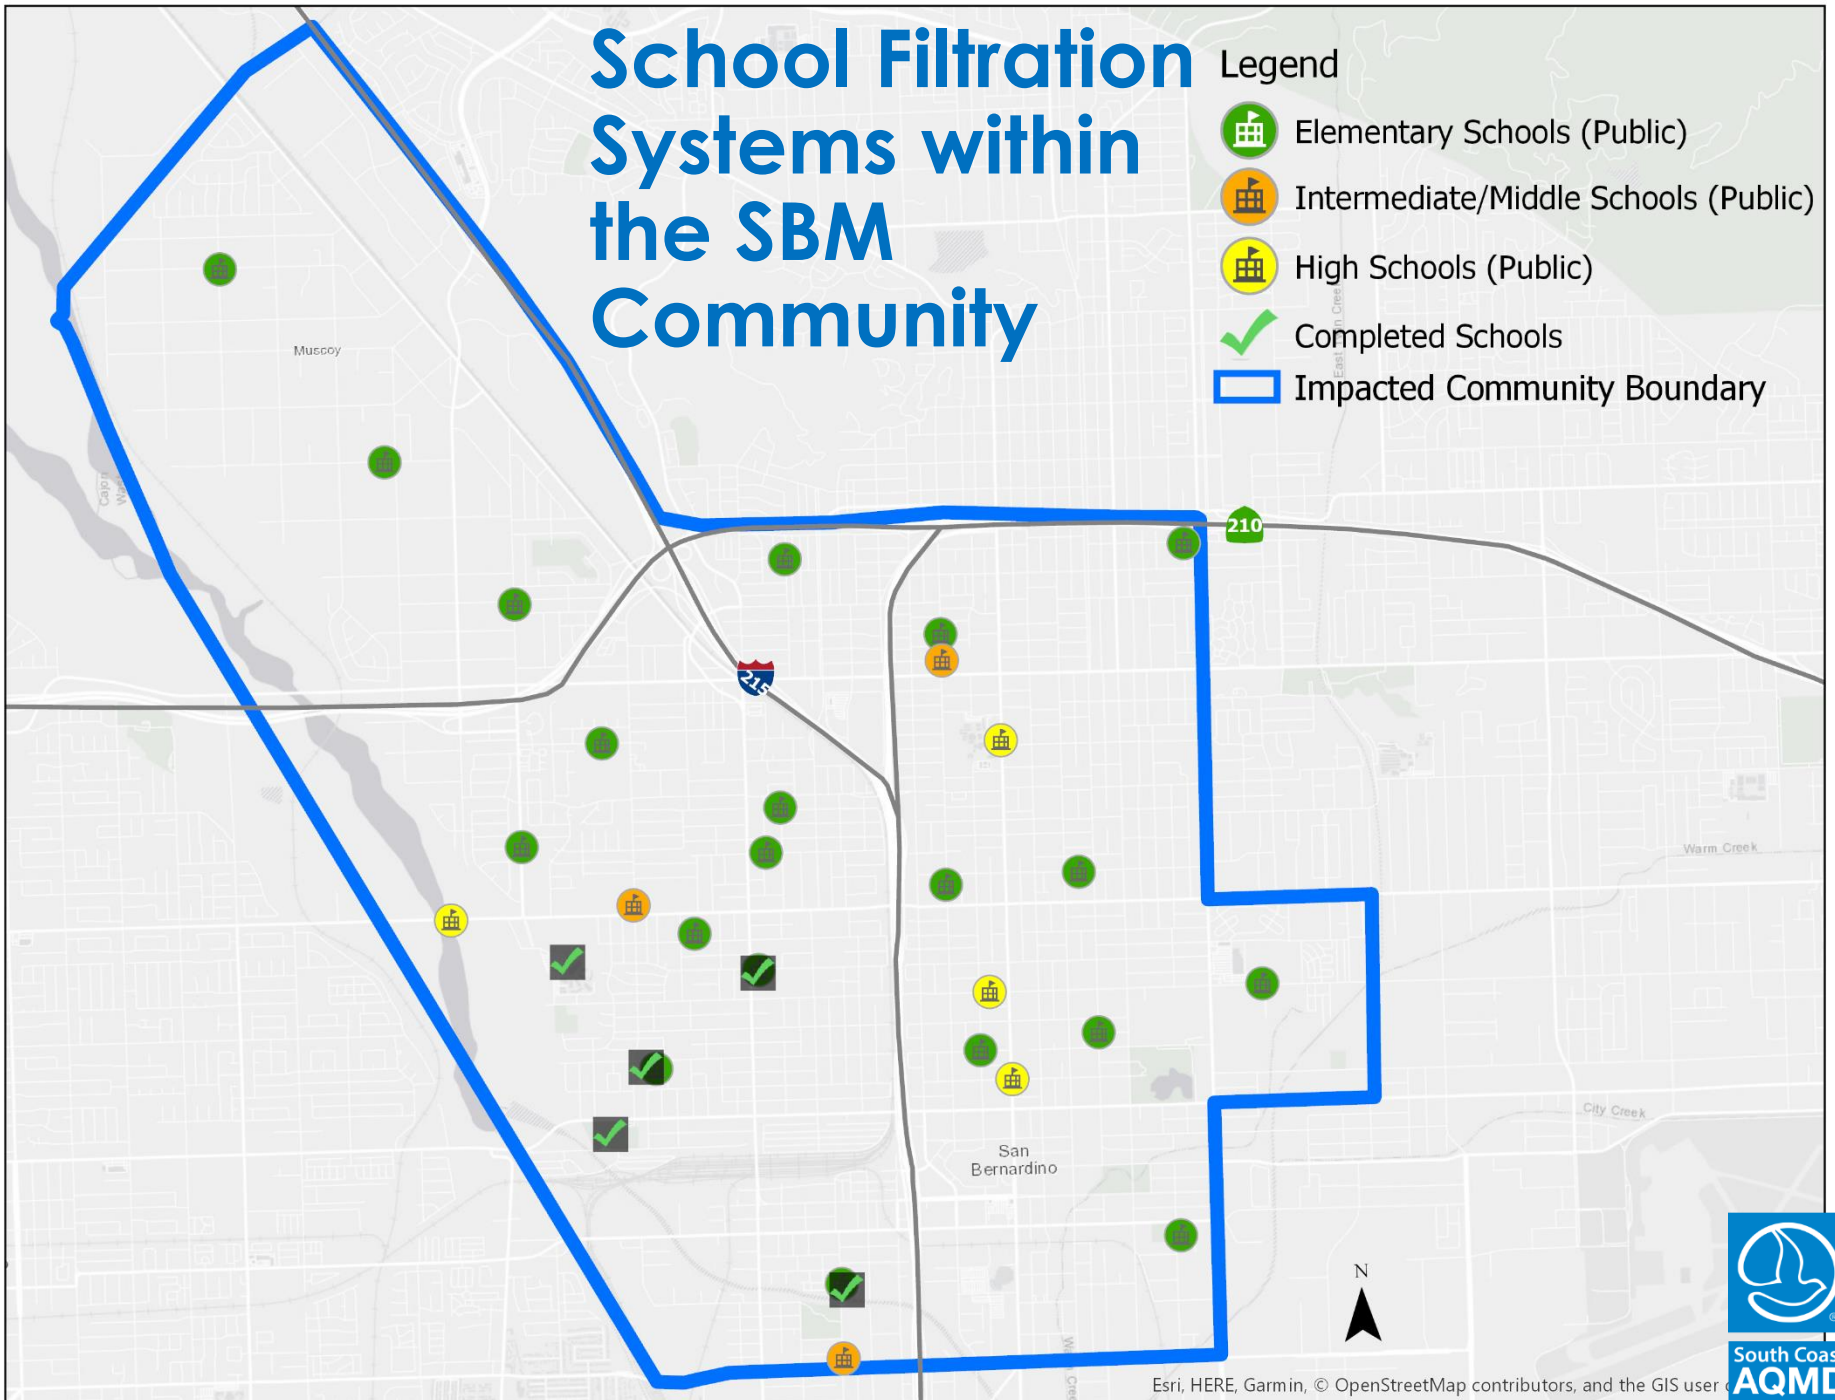 School Filtration
Systems within
the SBM
Community
Legend
Elementary Schools (Public)
Intermediate/Middle Schools (Public)
High Schools (Public)
Completed Schools
Impacted Community Boundary
Muscoy
Cajon
210
215
Warm Creek
City Creek
San
Bernardino
N
Esri, HERE, Garmin, © OpenStreetMap contributors, and the GIS user
South Coas
AQMD